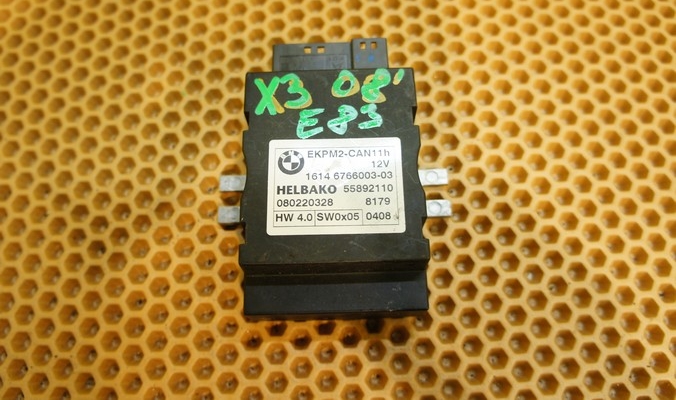 X3 08'
E83
EKPM2-CAN11h
12V
1614 6766003-03
HELBAKO 55892110
080220328 8179
HW 4.0 SW0x05 0408